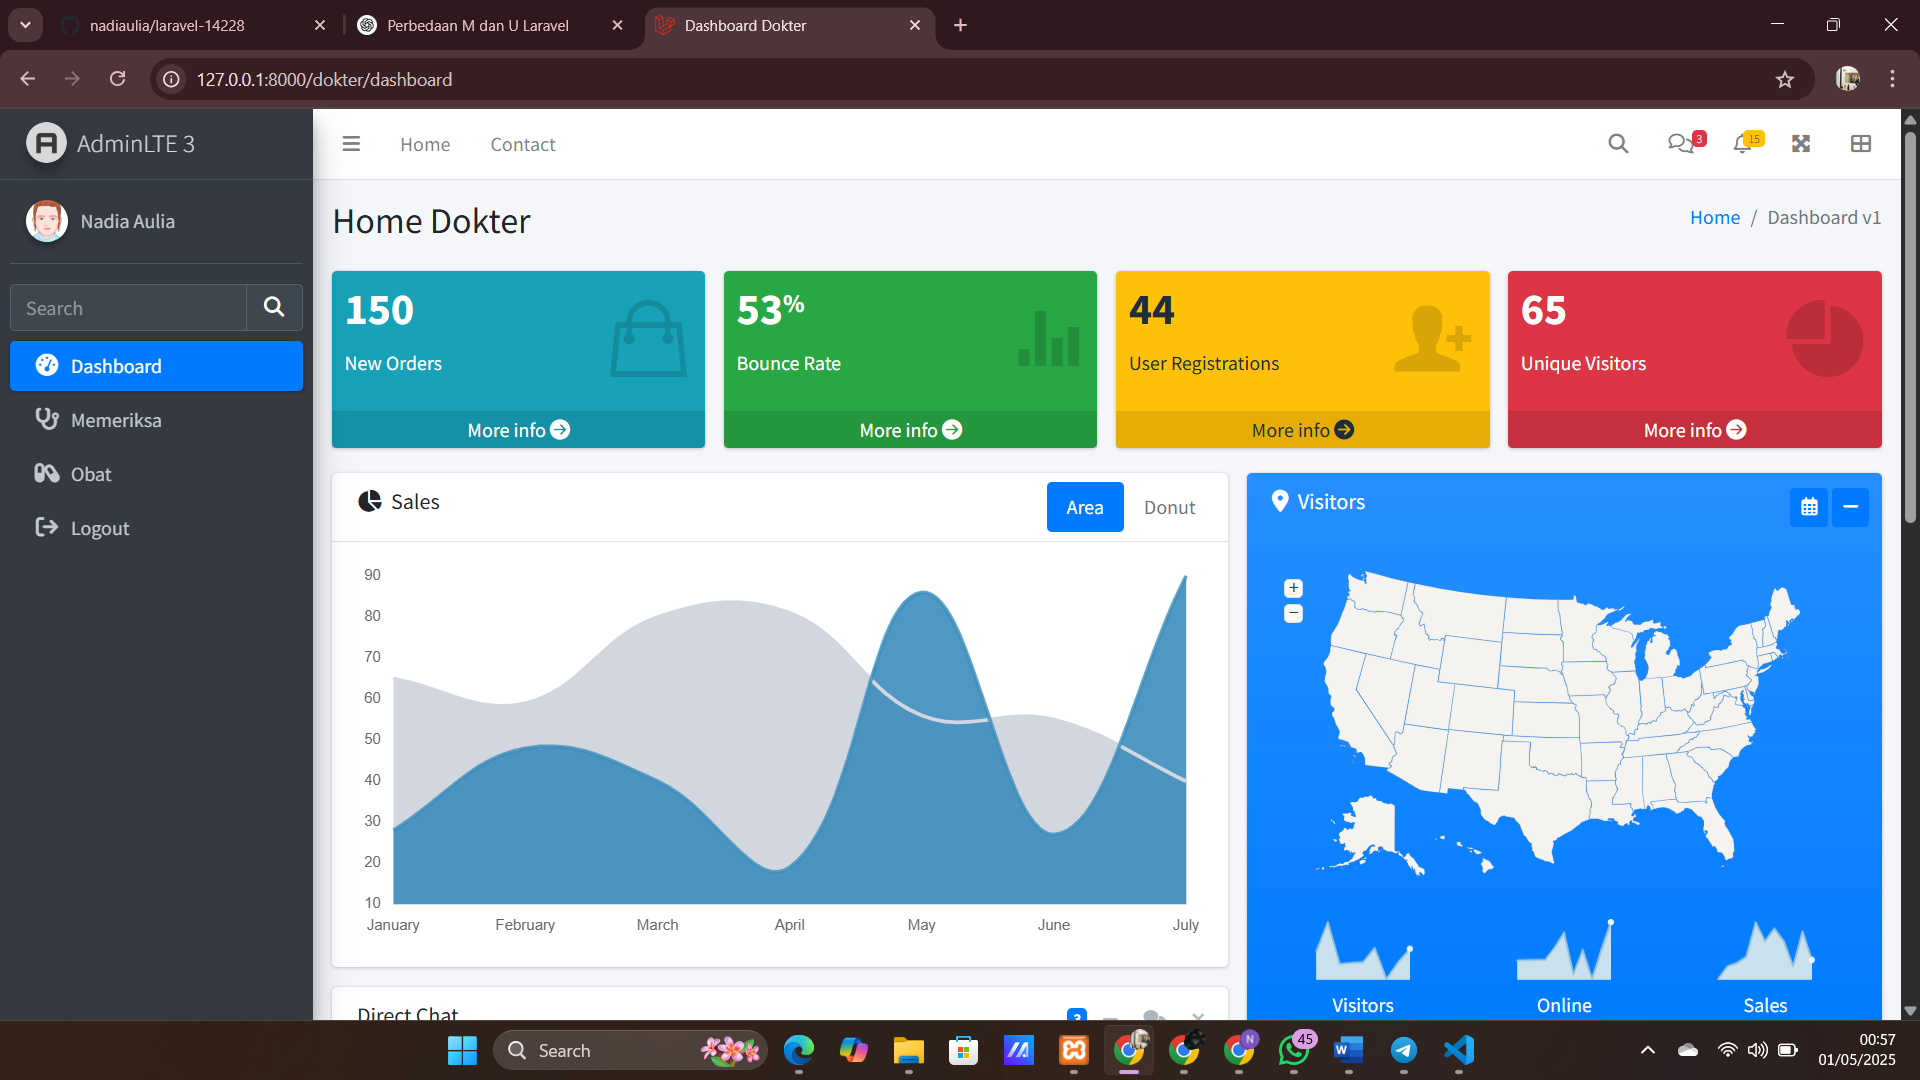 nadiaulia/laravel-14228
Perbedaan M dan U Laravel
Dashboard Dokter
127.0.0.1:8000/dokter/dashboard
AdminLTE 3
Home
Contact
3
15
Nadia Aulia
Home Dokter
Home / Dashboard v1
Search
Dashboard
Memeriksa
Obat
Logout
150
New Orders
More info
53%
Bounce Rate
More info
44
User Registrations
More info
65
Unique Visitors
More info
Sales
Area
Donut
90
80
70
60
50
40
30
20
10
January
February
March
April
May
June
July
Visitors
+
−
Visitors
Online
Sales
Direct Chat
3
Search
45
00:57
01/05/2025